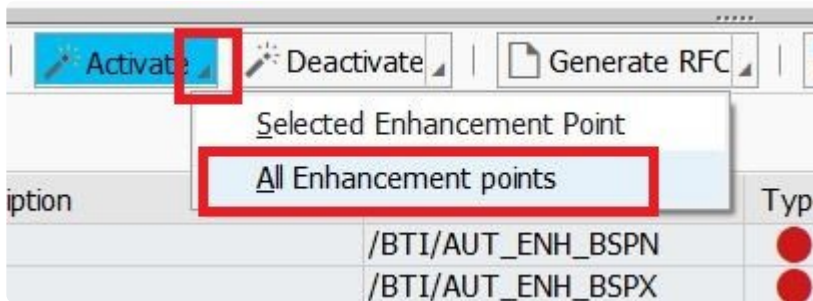 Activate Deactivate Generate RFC
Selected Enhancement Point
All Enhancement points
iption Typ
/BTI/AUT_ENH_BSPN
/BTI/AUT_ENH_BSPX